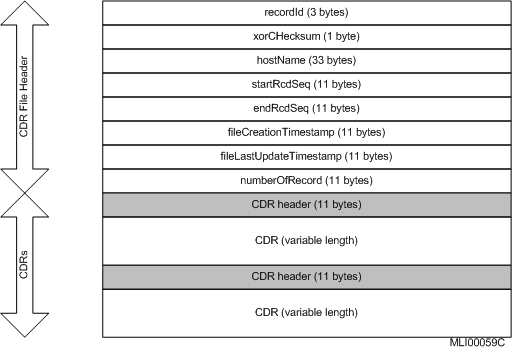 CDR File Header
recordId (3 bytes)
xorCHecksum (1 byte)
hostName (33 bytes)
startRcdSeq (11 bytes)
endRcdSeq (11 bytes)
fileCreationTimestamp (11 bytes)
fileLastUpdateTimestamp (11 bytes)
numberOfRecord (11 bytes)
CDRs
CDR header (11 bytes)
CDR (variable length)
CDR header (11 bytes)
CDR (variable length)
MLI00059C